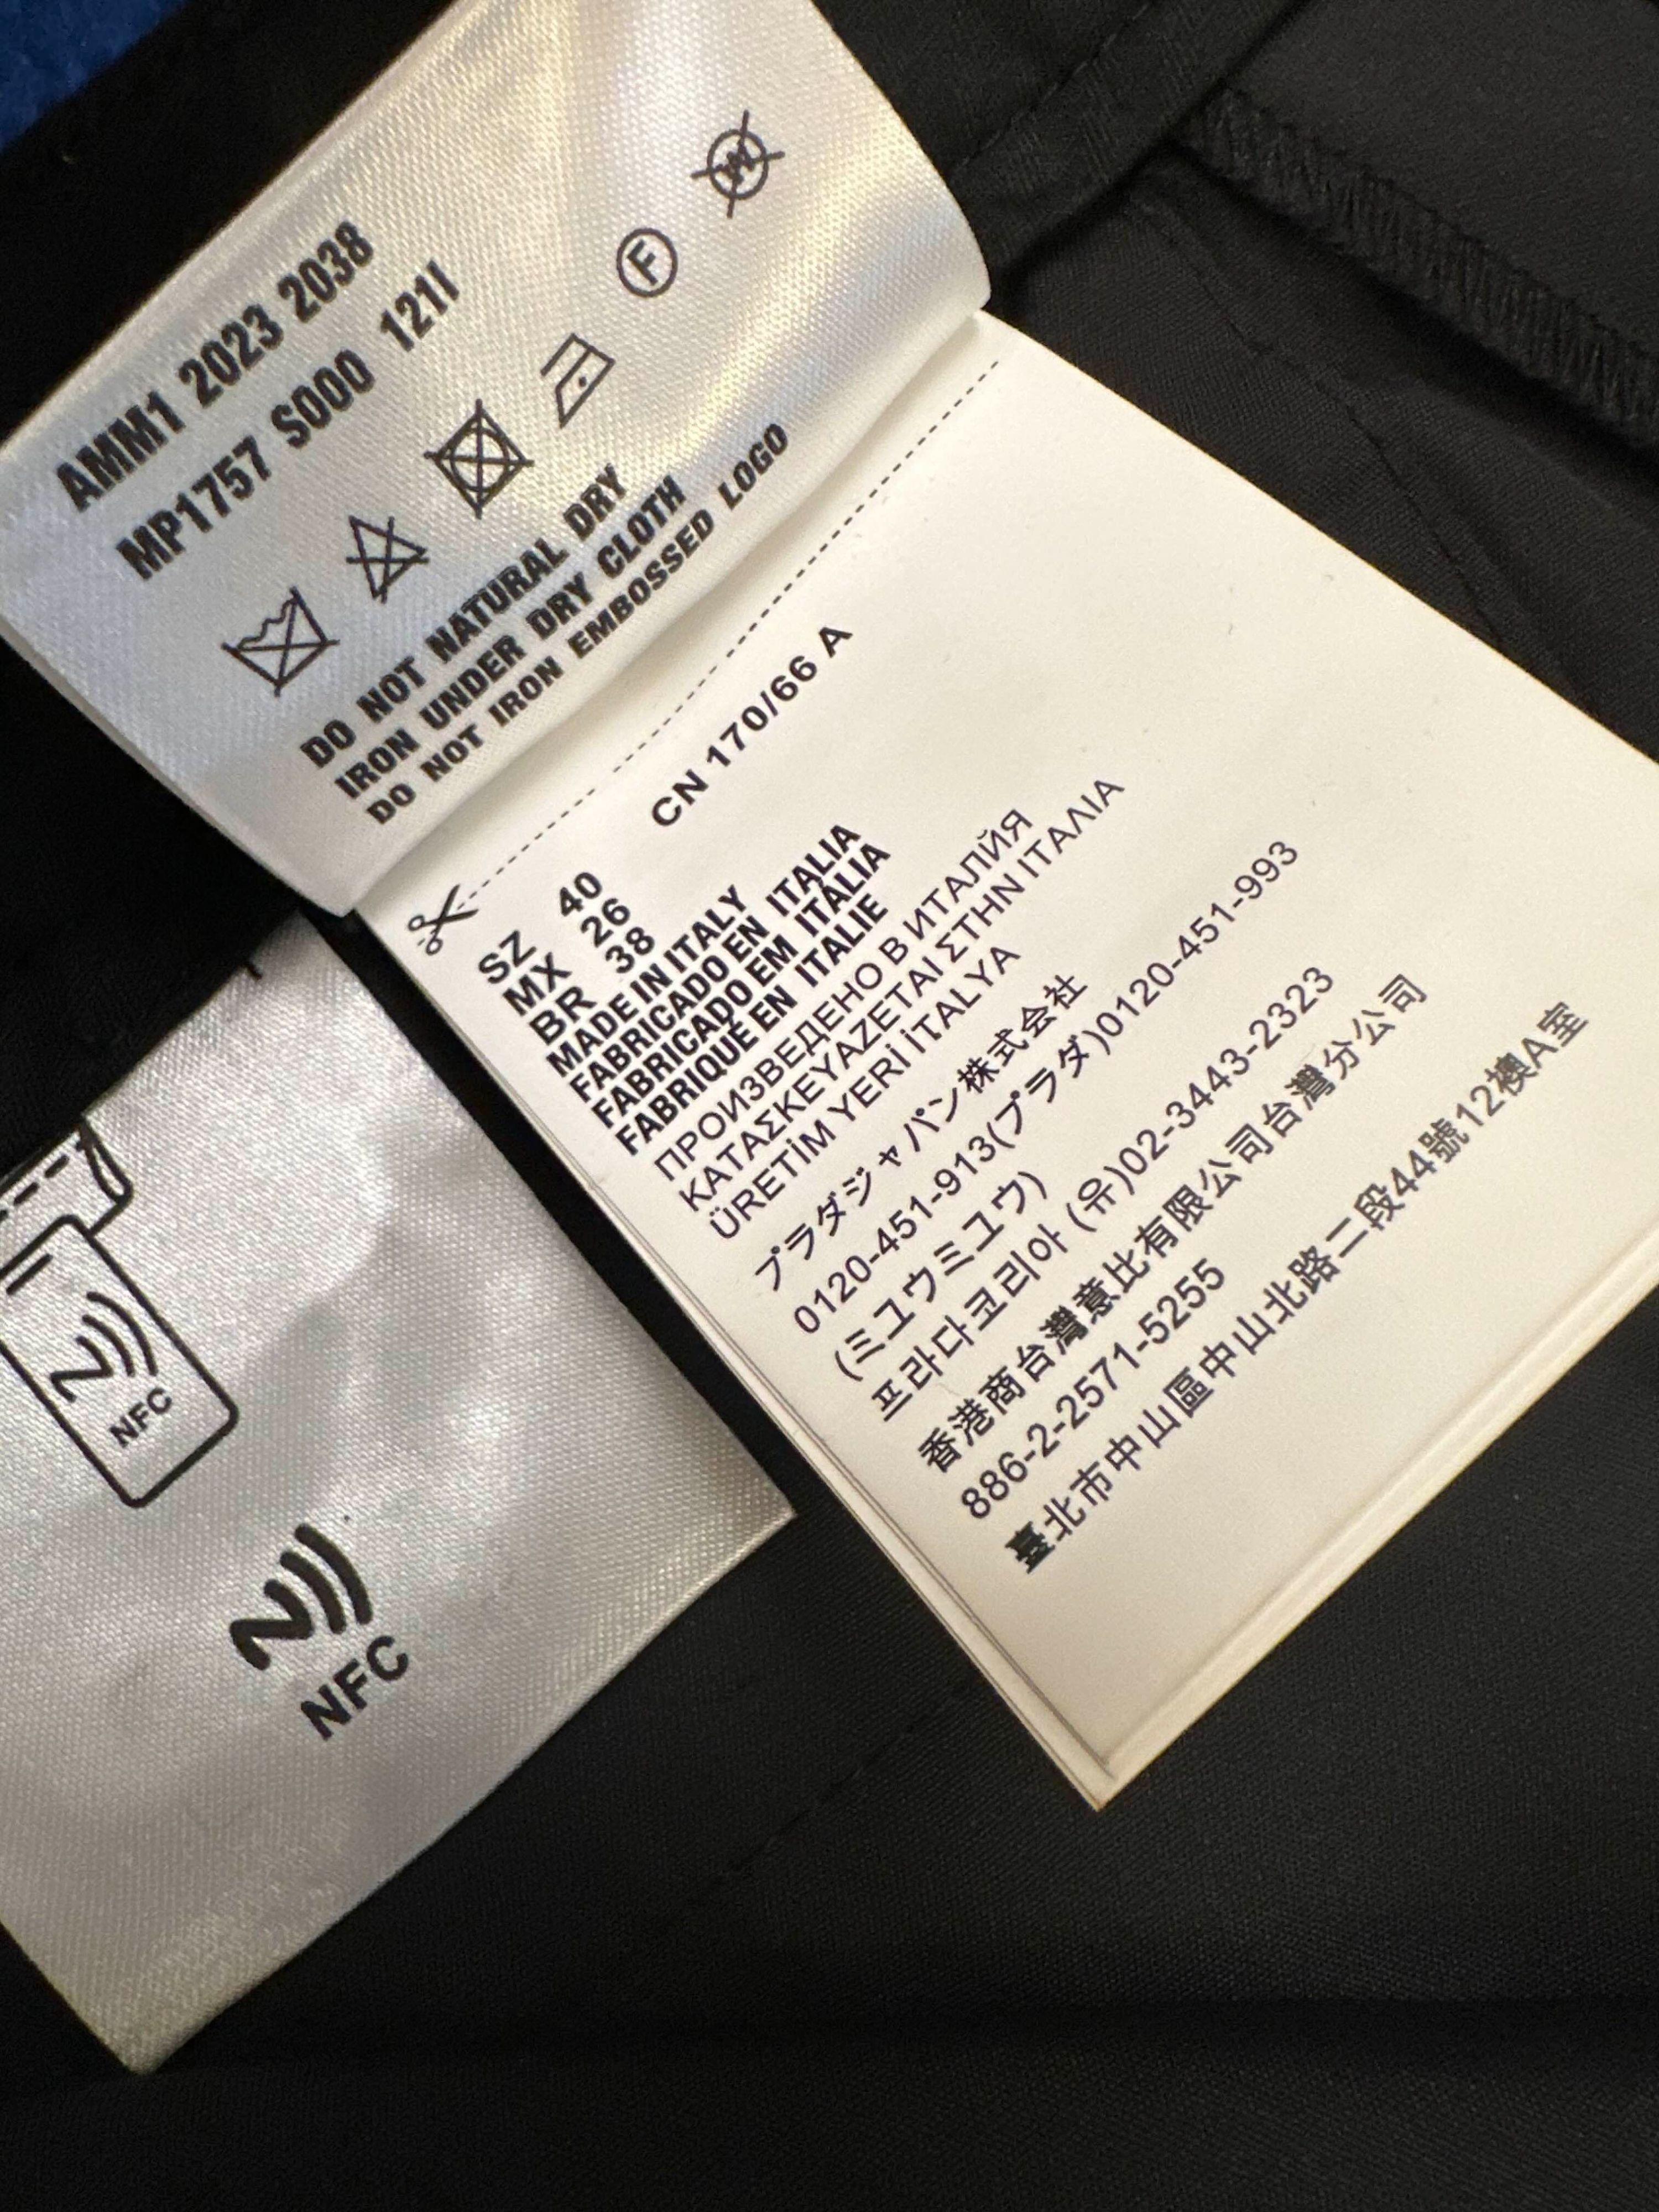 AMM1 2023 2038
MP1757 S000 121I
W
F
DO NOT NATURAL DRY
IRON UNDER DRY CLOTH
DO NOT IRON EMBOSSED LOGO
CN 170/66 A
SZ 40
MX 26
BR 38
MADE IN ITALY
FABRICADO EN ITALIA
FABRICADO EM ITÁLIA
FABRIQUÉ EN ITALIE
ПРОИЗВЕДЕНО В ИТАЛИЯ
ΚΑΤΑΣΚΕΥΑΖΕΤΑΙ ΣΤΗΝ ΙΤΑΛΙΑ
ÜRETİM YERİ İTALYA
プラダジャパン株式会社
0120-451-913(プラダ)0120-451-993
(ミユウミユウ)
프라다코리아 (유)02-3443-2323
香港商台灣意比有限公司台灣分公司
886-2-2571-5255
臺北市中山區中山北路二段44號12樓A室
NFC
NFC